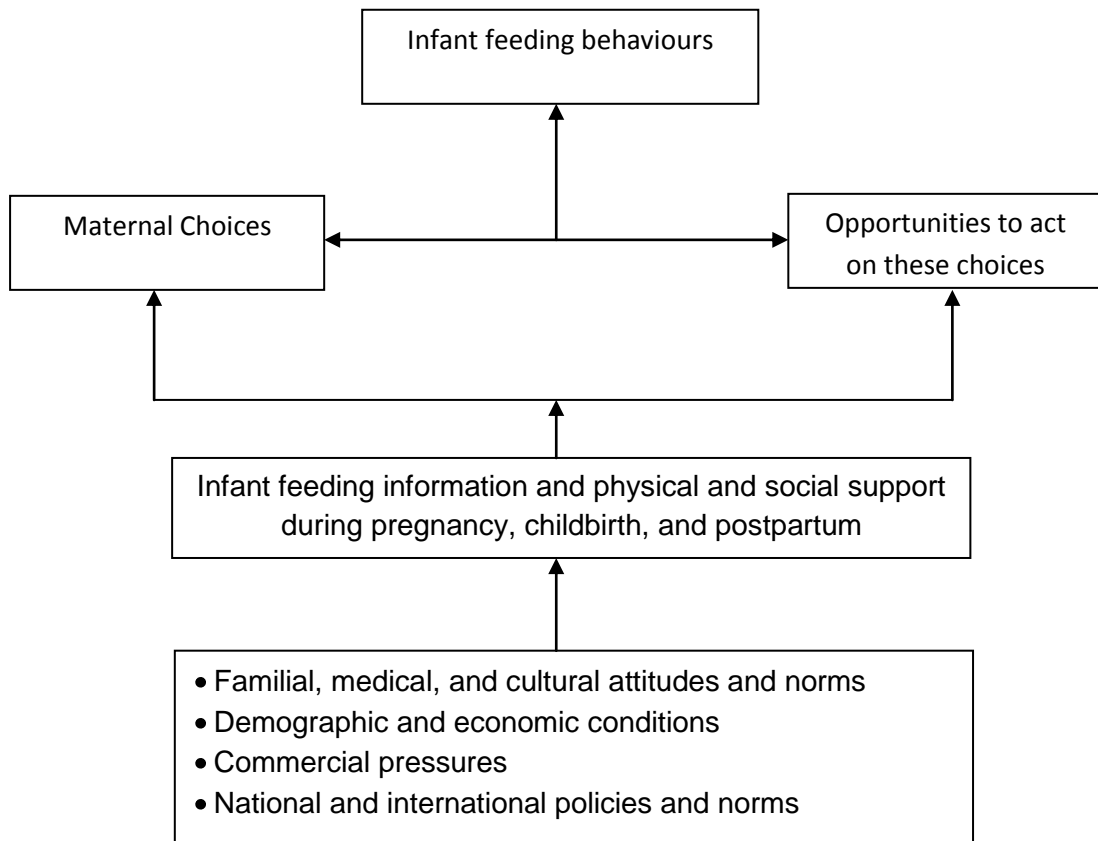 Infant feeding behaviours
Maternal Choices
Opportunities to act
on these choices
Infant feeding information and physical and social support
during pregnancy, childbirth, and postpartum
• Familial, medical, and cultural attitudes and norms
• Demographic and economic conditions
• Commercial pressures
• National and international policies and norms